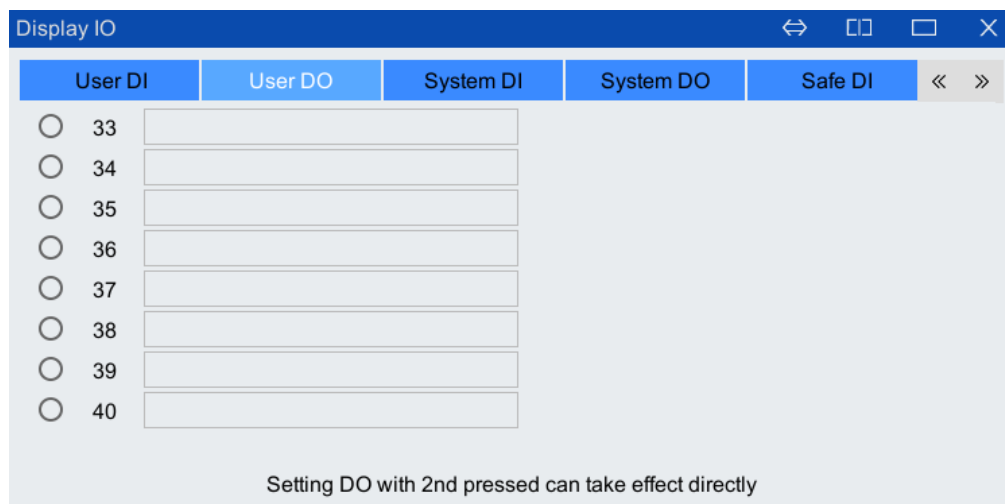 Display IO
User DI User DO System DI System DO Safe DI
33
34
35
36
37
38
39
40
Setting DO with 2nd pressed can take effect directly